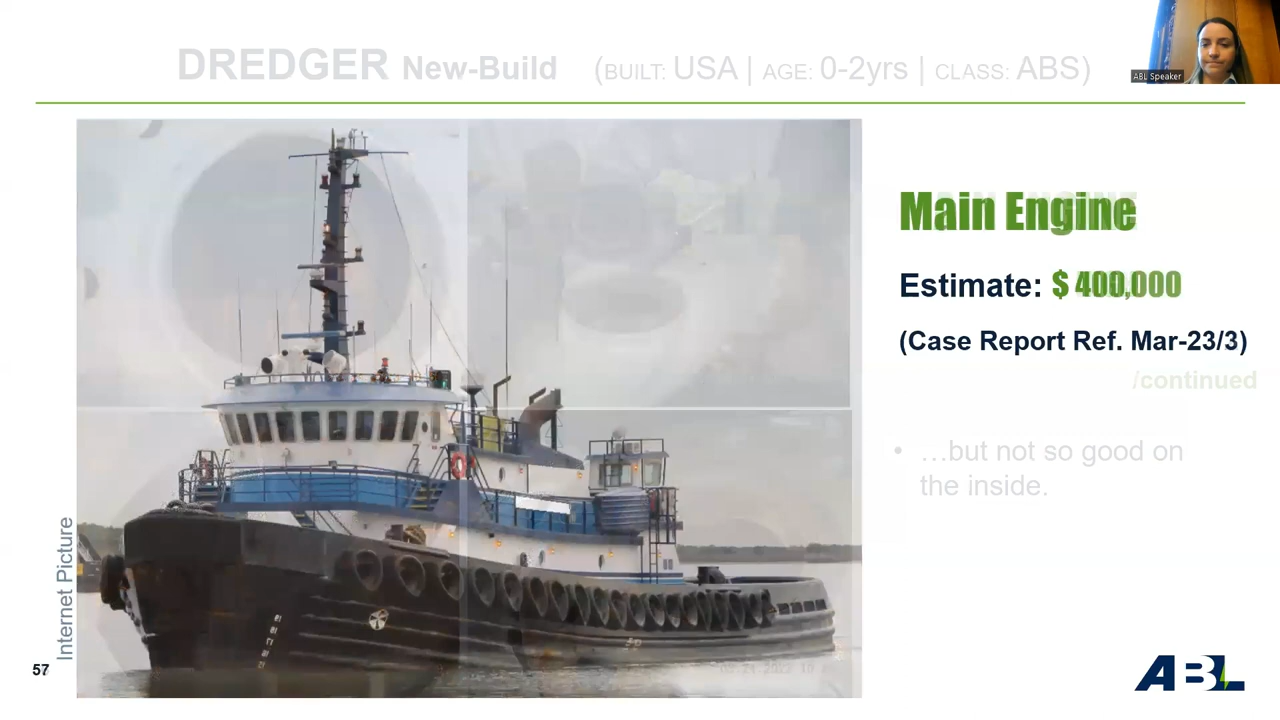 DREDGER New-Build (BUILT: USA | AGE: 0-2yrs | CLASS: ABS)
ABL Speaker
Main Engine
Estimate: $ 400,000
(Case Report Ref. Mar-23/3)
/continued
• …but not so good on
the inside.
Internet Picture
57
ABL